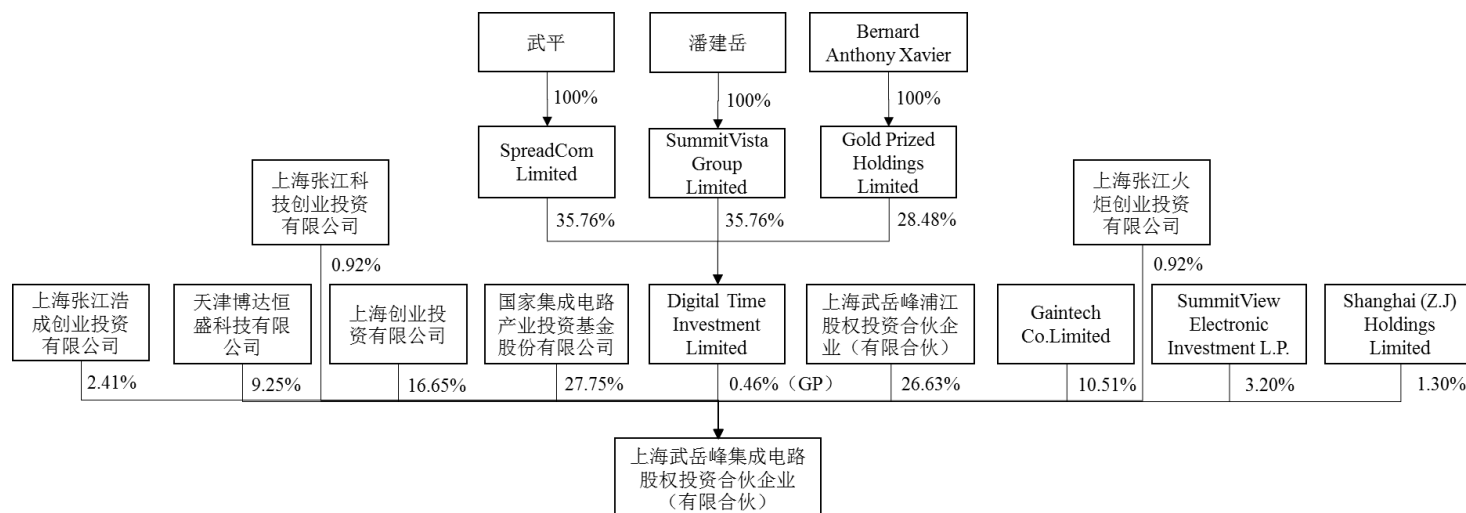 武平
潘建岳
Bernard
Anthony Xavier
100%
100%
100%
SpreadCom
Limited
SummitVista
Group
Limited
Gold Prized
Holdings
Limited
上海张江科
技创业投资
有限公司
上海张江火
炬创业投资
有限公司
35.76%
35.76%
28.48%
0.92%
0.92%
上海张江浩
成创业投资
有限公司
天津博达恒
盛科技有限
公司
上海创业投
资有限公司
国家集成电路
产业投资基金
股份有限公司
Digital Time
Investment
Limited
上海武岳峰浦江
股权投资合伙企
业（有限合伙）
Gaintech
Co.Limited
SummitView
Electronic
Investment L.P.
Shanghai (Z.J)
Holdings
Limited
2.41%
9.25%
16.65%
27.75%
0.46%（GP）
26.63%
10.51%
3.20%
1.30%
上海武岳峰集成电路
股权投资合伙企业
（有限合伙）